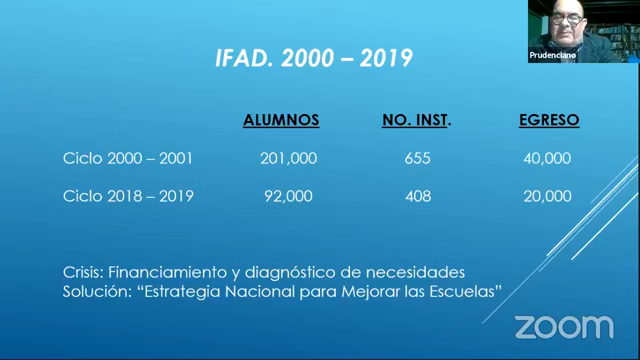 Prudenciano
IFAD. 2000 – 2019
ALUMNOS NO. INST. EGRESO
Ciclo 2000 – 2001 201,000 655 40,000
Ciclo 2018 – 2019 92,000 408 20,000
Crisis: Financiamiento y diagnóstico de necesidades
Solución: “Estrategia Nacional para Mejorar las Escuelas”
zoom